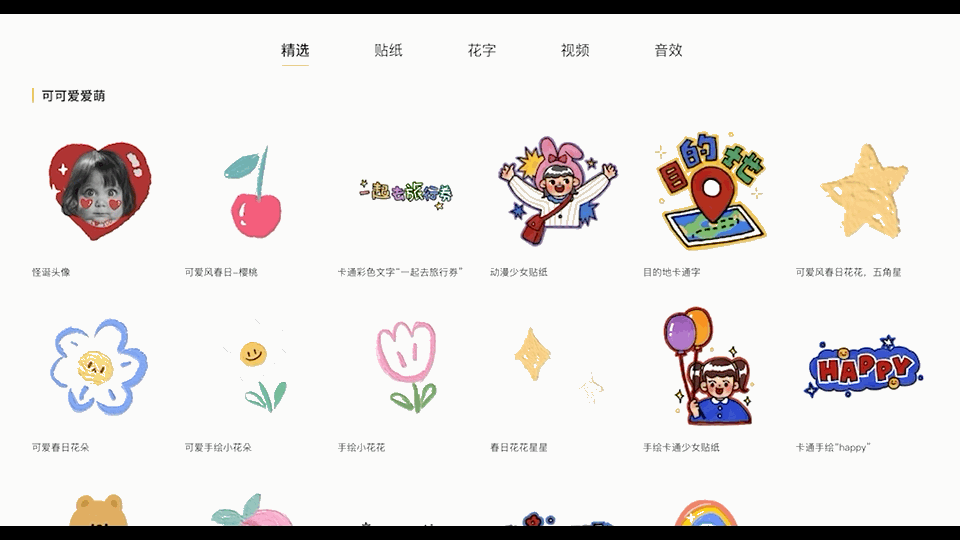 精选 贴纸 花字 视频 音效
可可爱爱萌
一起去旅行券
目的地
怪诞头像 可爱风春日-樱桃 卡通彩色文字“一起去旅行券” 动漫少女贴纸 目的地卡通字 可爱风春日花花，五角星
HAPPY
可爱春日花朵 可爱手绘小花朵 手绘小花花 春日花花星星 手绘卡通少女贴纸 卡通手绘“happy”